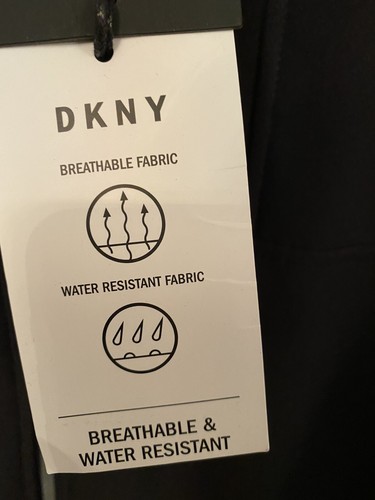 DKNY
BREATHABLE FABRIC
WATER RESISTANT FABRIC
BREATHABLE &
WATER RESISTANT